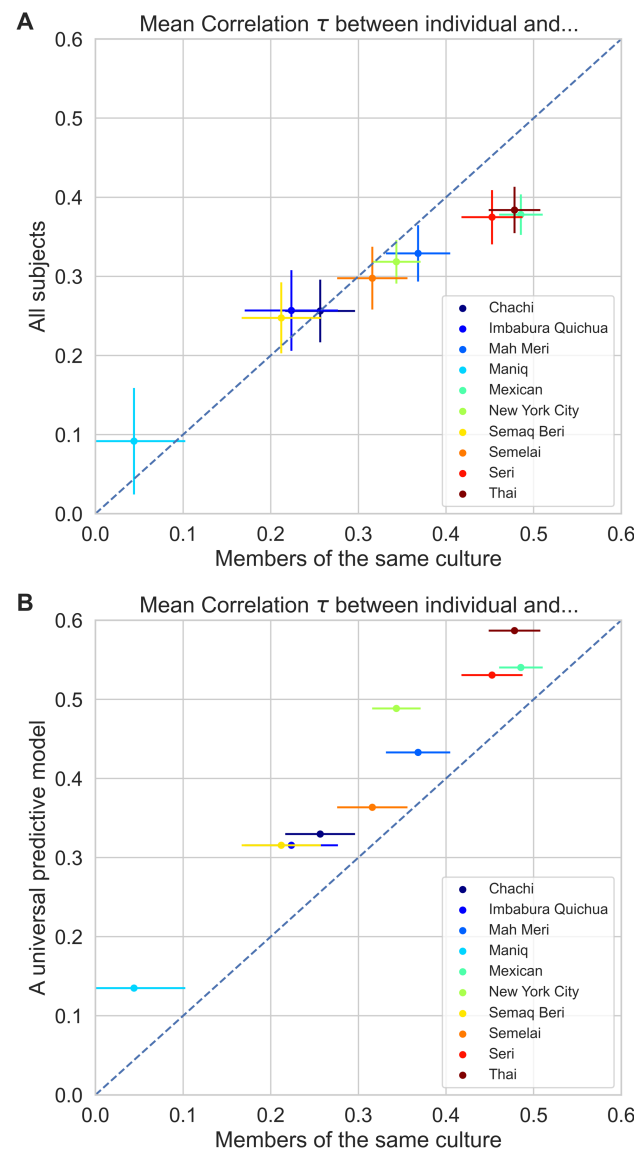 A
Mean Correlation τ between individual and...
All subjects
0.6
0.5
0.4
0.3
0.2
0.1
0.0
Chachi
Imbabura Quichua
Mah Meri
Maniq
Mexican
New York City
Semaq Beri
Semelai
Seri
Thai
0.0 0.1 0.2 0.3 0.4 0.5 0.6
Members of the same culture
B
Mean Correlation τ between individual and...
A universal predictive model
0.6
0.5
0.4
0.3
0.2
0.1
0.0
Chachi
Imbabura Quichua
Mah Meri
Maniq
Mexican
New York City
Semaq Beri
Semelai
Seri
Thai
0.0 0.1 0.2 0.3 0.4 0.5 0.6
Members of the same culture